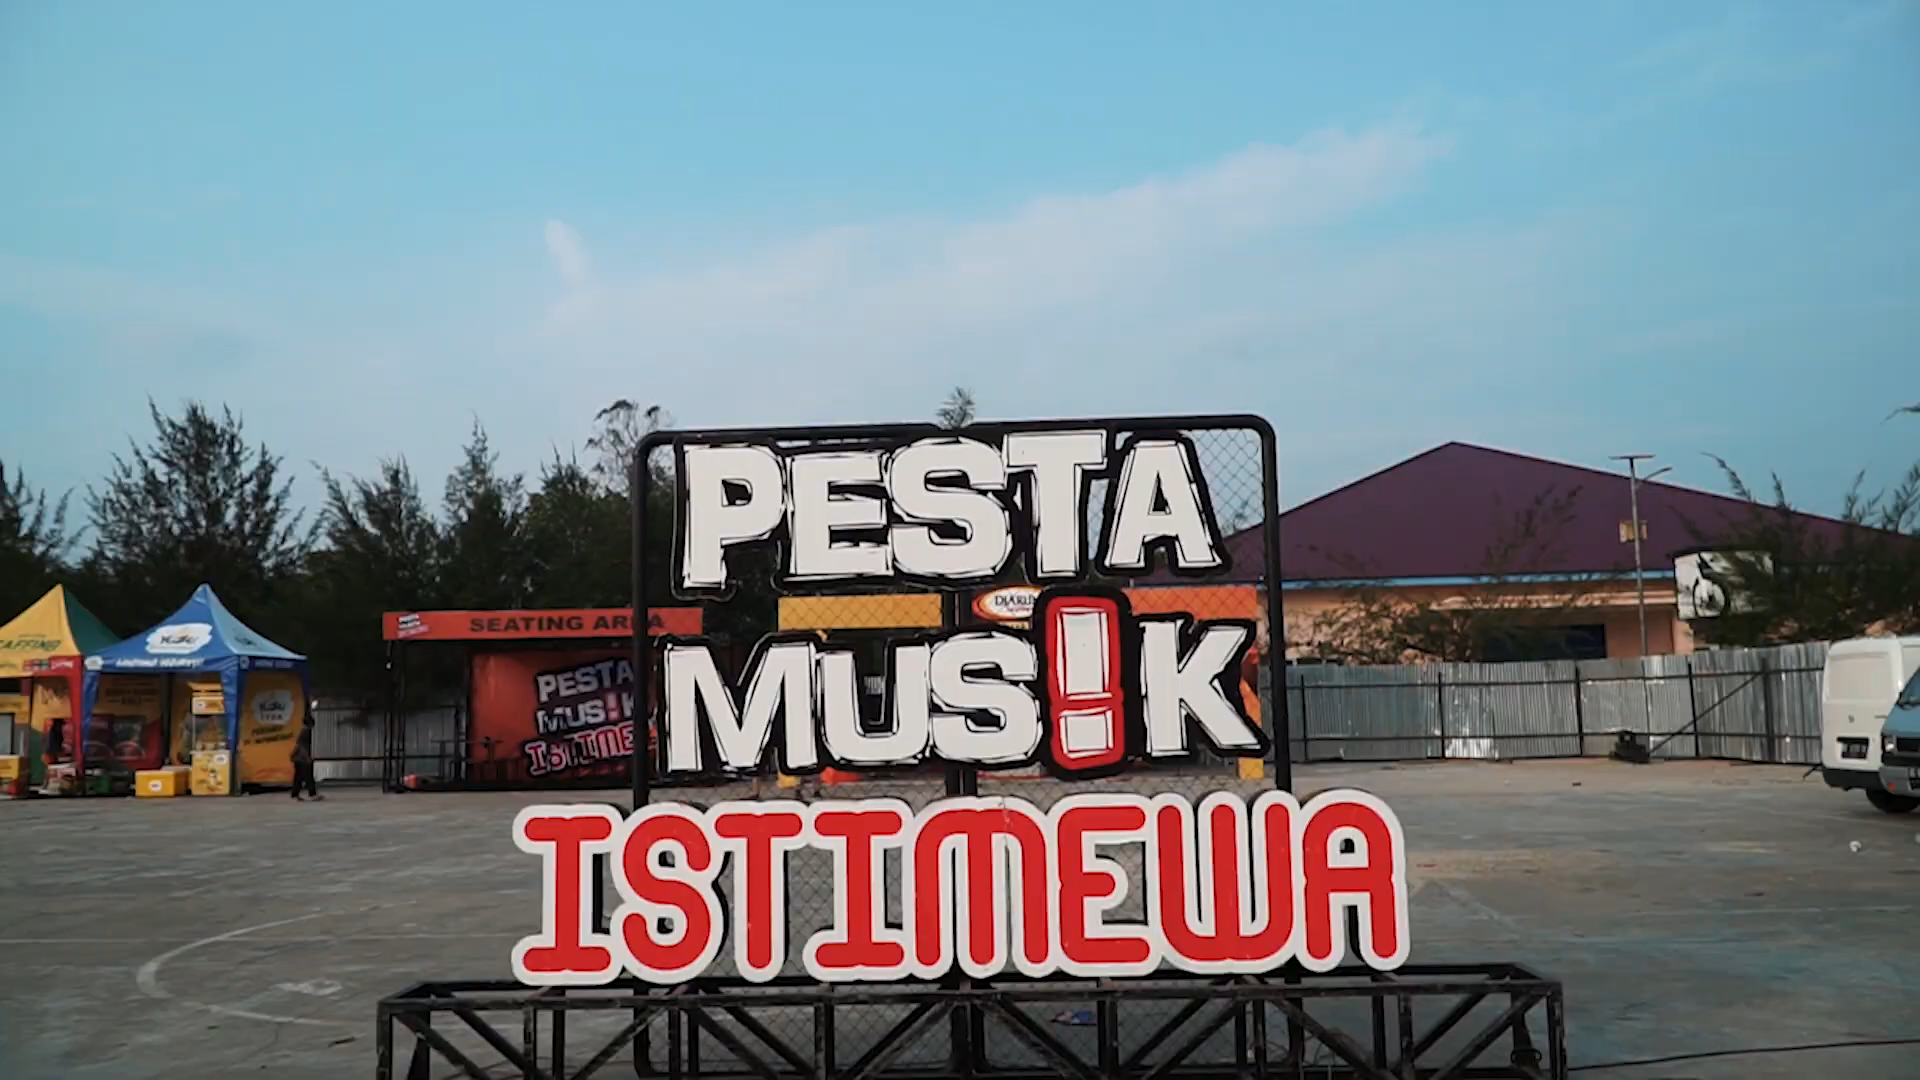 PESTA
MUS!K
ISTIMEWA
SEATING AREA
PESTA
MUS!K
ISTIME